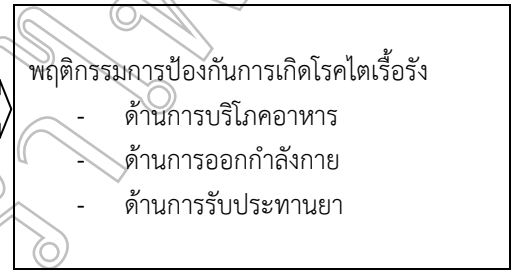 พฤติกรรมการป้องกันการเกิดโรคไตเรื้อรัง
- ด้านการบริโภคอาหาร
- ด้านการออกกำลังกาย
- ด้านการรับประทานยา